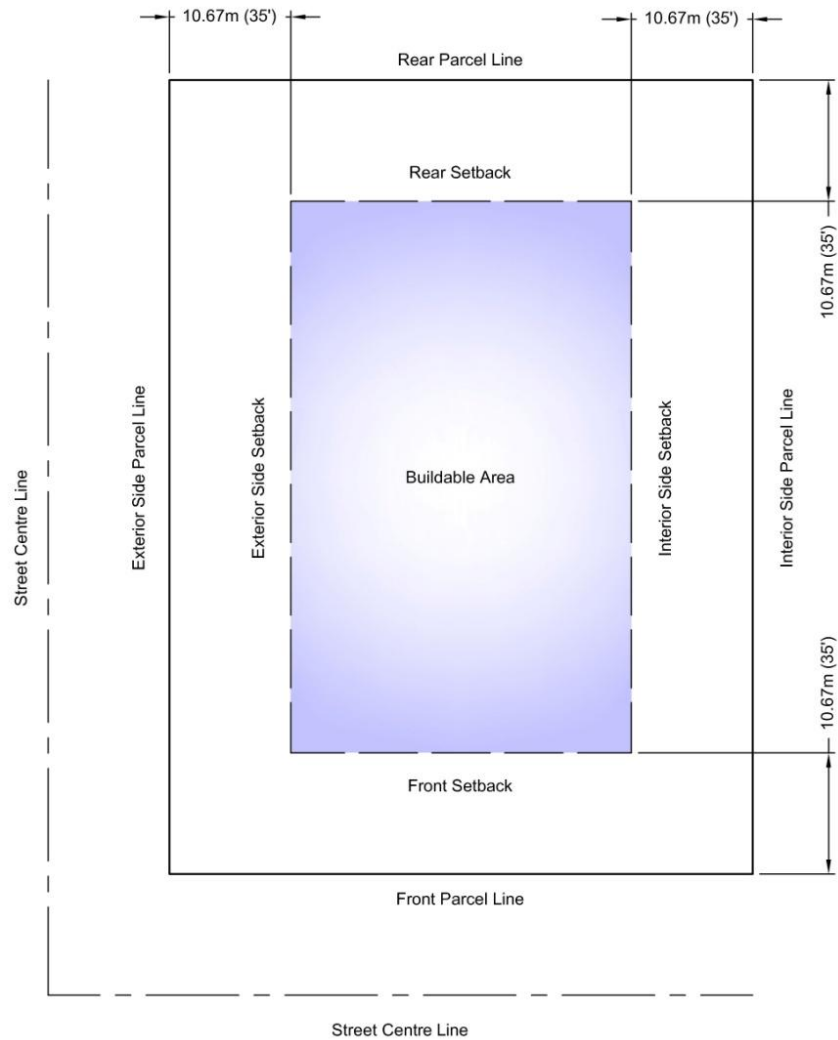 10.67m (35')
10.67m (35')
Rear Parcel Line
Rear Setback
10.67m (35')
Street Centre Line
Exterior Side Parcel Line
Exterior Side Setback
Buildable Area
Interior Side Setback
Interior Side Parcel Line
10.67m (35')
Front Setback
Front Parcel Line
Street Centre Line